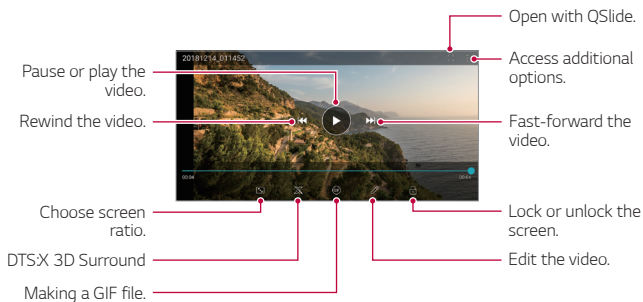 Open with QSlide.
20181214_011452
Access additional
options.
Pause or play the
video.
Rewind the video.
Fast-forward the
video.
00:04
00:04
Choose screen
ratio.
Lock or unlock the
screen.
DTS:X 3D Surround
Edit the video.
Making a GIF file.